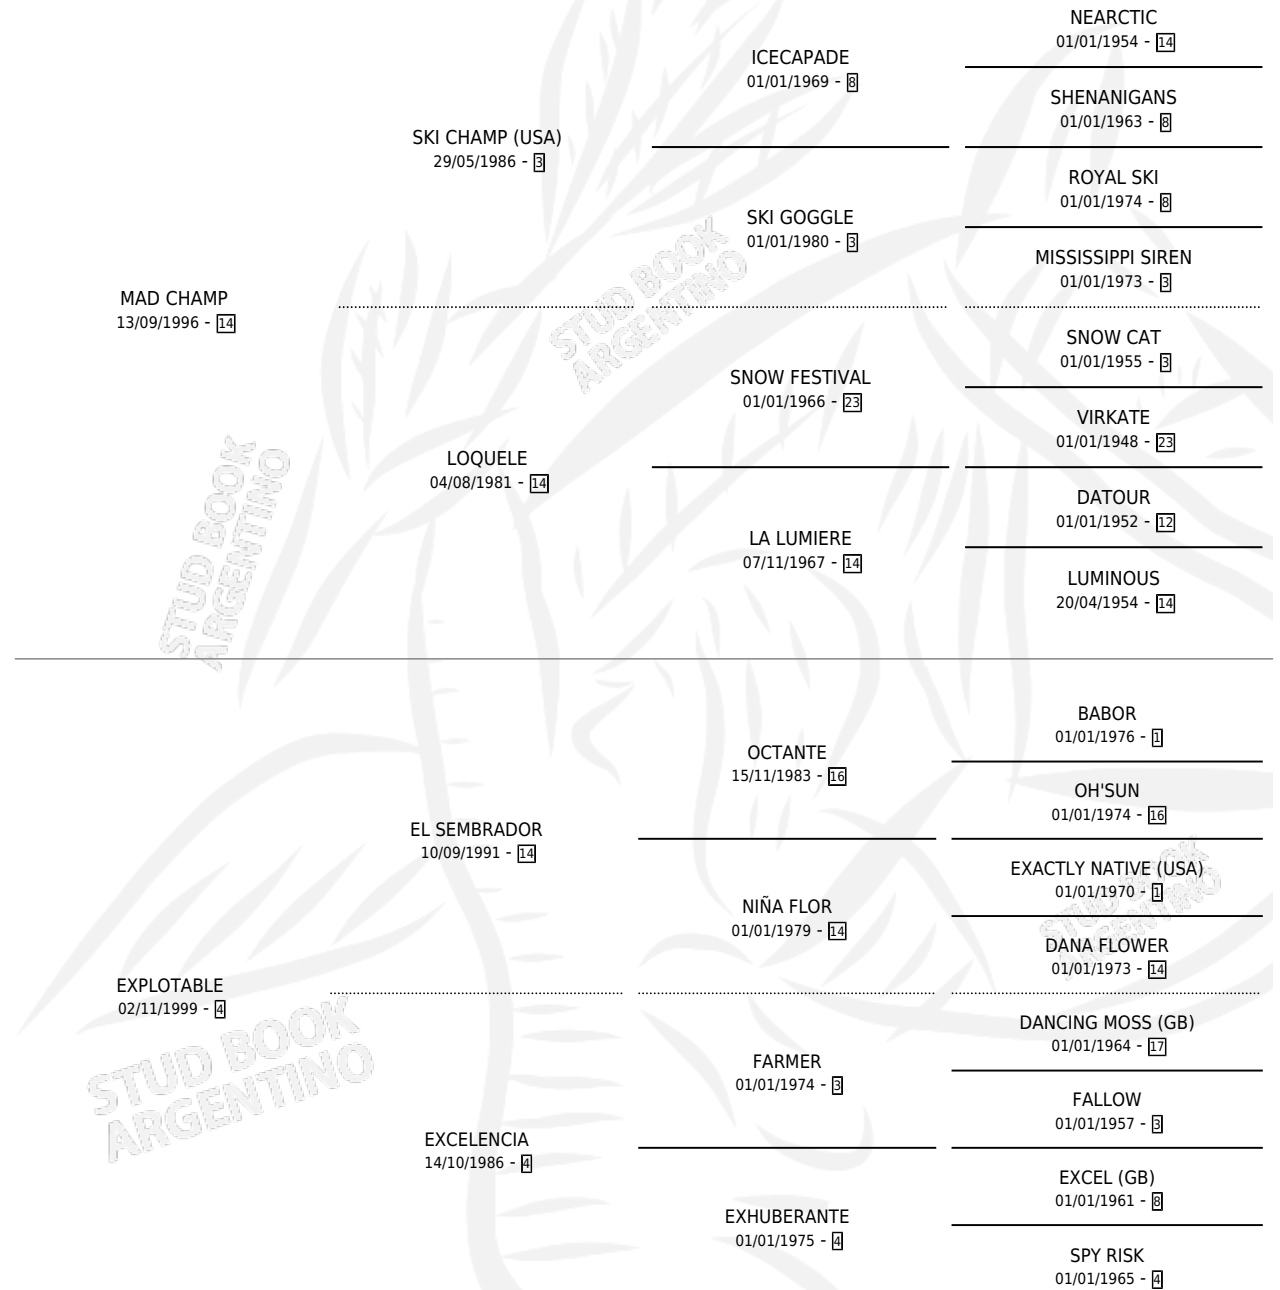 NEARCTIC
01/01/1954 - 14
ICECAPADE
01/01/1969 - 8
SHENANIGANS
01/01/1963 - 8
SKI CHAMP (USA)
29/05/1986 - 3
ROYAL SKI
01/01/1974 - 8
SKI GOGGLE
01/01/1980 - 3
MISSISSIPPI SIREN
01/01/1973 - 3
MAD CHAMP
13/09/1996 - 14
SNOW CAT
01/01/1955 - 3
SNOW FESTIVAL
01/01/1966 - 23
VIRKATE
01/01/1948 - 23
LOQUELE
04/08/1981 - 14
DATOUR
01/01/1952 - 12
LA LUMIERE
07/11/1967 - 14
LUMINOUS
20/04/1954 - 14
BABOR
01/01/1976 - 1
OCTANTE
15/11/1983 - 16
OH'SUN
01/01/1974 - 16
EL SEMBRADOR
10/09/1991 - 14
EXACTLY NATIVE (USA)
01/01/1970 - 1
NIÑA FLOR
01/01/1979 - 14
DANA FLOWER
01/01/1973 - 14
EXPLOTABLE
02/11/1999 - 4
DANCING MOSS (GB)
01/01/1964 - 17
FARMER
01/01/1974 - 3
FALLOW
01/01/1957 - 3
EXCELENCIA
14/10/1986 - 4
EXCEL (GB)
01/01/1961 - 8
EXHUBERANTE
01/01/1975 - 4
SPY RISK
01/01/1965 - 4
STUD BOOK
ARGENTINO
STUD BOOK
ARGENTINO
STUD BOOK
ARGENTINO
STUD BOOK
ARGENTINO